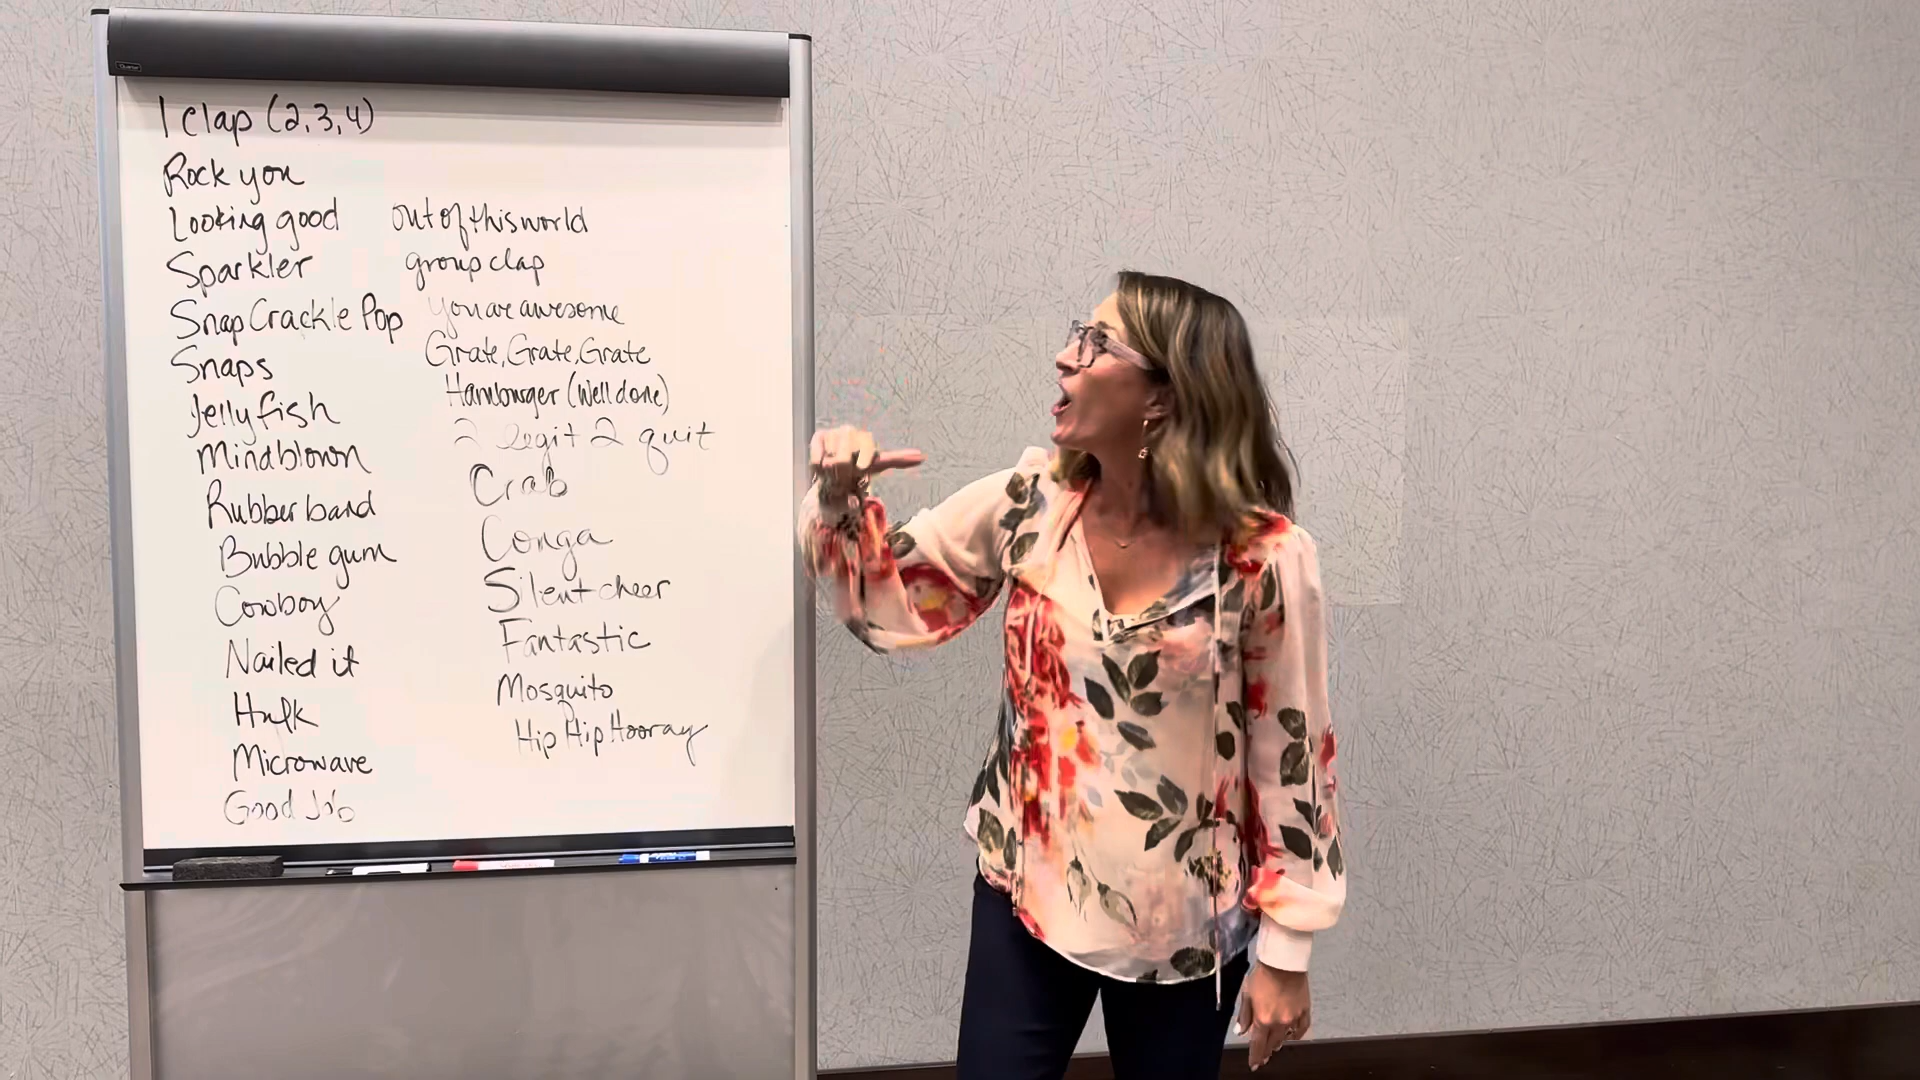 1 clap (2,3,4)
Rock you
Looking good
Sparkler
Snap Crackle Pop
Snaps
Jellyfish
Mindblown
Rubber band
Bubble gum
Cowboy
Nailed it
Hulk
Microwave
Good Job
out of this world
group clap
you are awesome
Grate, Grate, Grate
Hamburger (Well done)
2 legit 2 quit
Crab
Conga
Silent cheer
Fantastic
Mosquito
Hip Hip Hooray